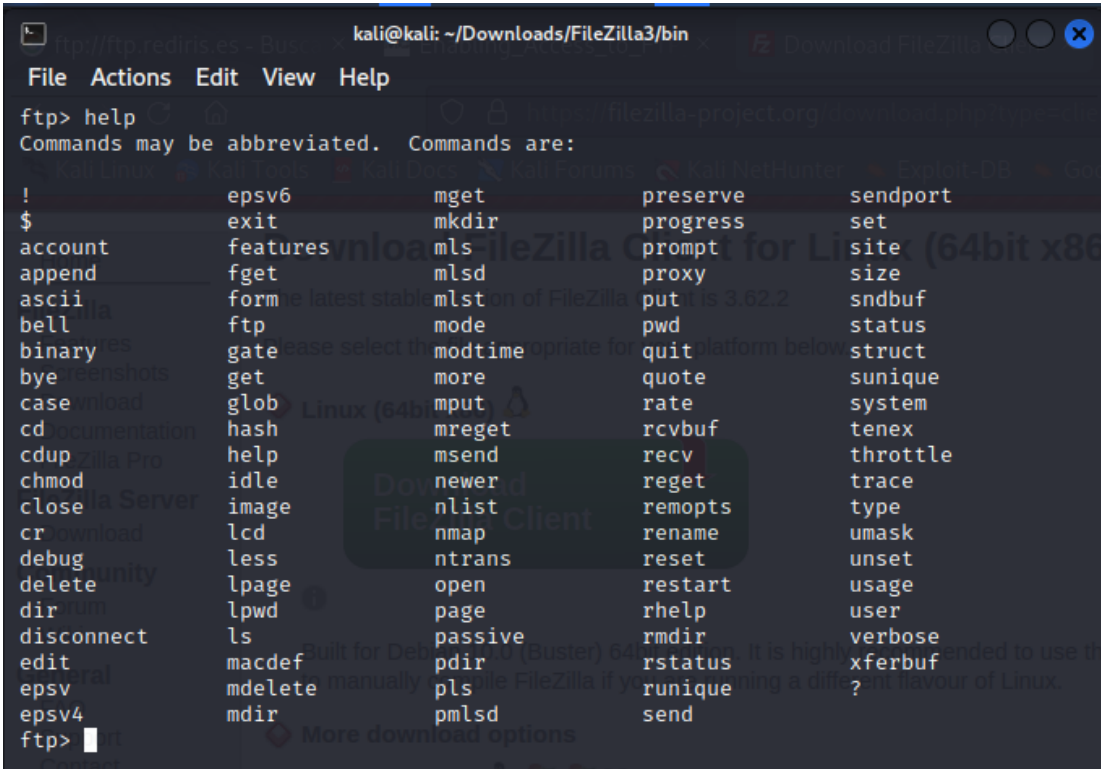 kali@kali: ~/Downloads/FileZilla3/bin
File Actions Edit View Help
ftp> help
Commands may be abbreviated. Commands are:
! epsv6 mget preserve sendport
$ exit mkdir progress set
account features mls prompt site
append fget mlsd proxy size
ascii form mlst put sndbuf
bell ftp mode pwd status
binary gate modtime quit struct
bye get more quote sunique
case glob mput rate system
cd hash mreget rcvbuf tenex
cdup help msend recv throttle
chmod idle newer reget trace
close image nlist remopts type
cr lcd nmap rename umask
debug less ntrans reset unset
delete lpage open restart usage
dir lpwd page rhelp user
disconnect ls passive rmdir verbose
edit macdef pdir rstatus xferbuf
epsv mdelete pls runique ?
epsv4 mdir pmlsd send
ftp>